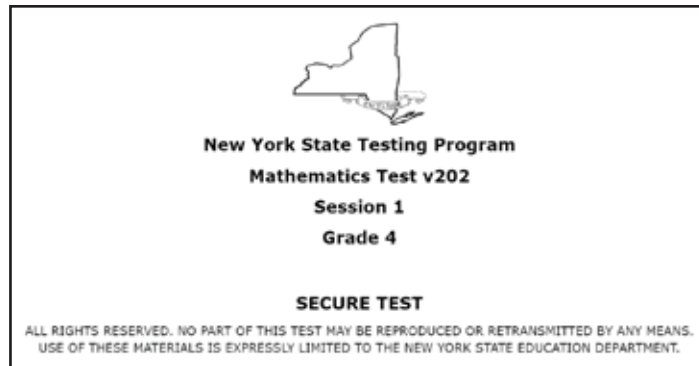 New York State Testing Program
Mathematics Test v202
Session 1
Grade 4
SECURE TEST
ALL RIGHTS RESERVED. NO PART OF THIS TEST MAY BE REPRODUCED OR RETRANSMITTED BY ANY MEANS.
USE OF THESE MATERIALS IS EXPRESSLY LIMITED TO THE NEW YORK STATE EDUCATION DEPARTMENT.